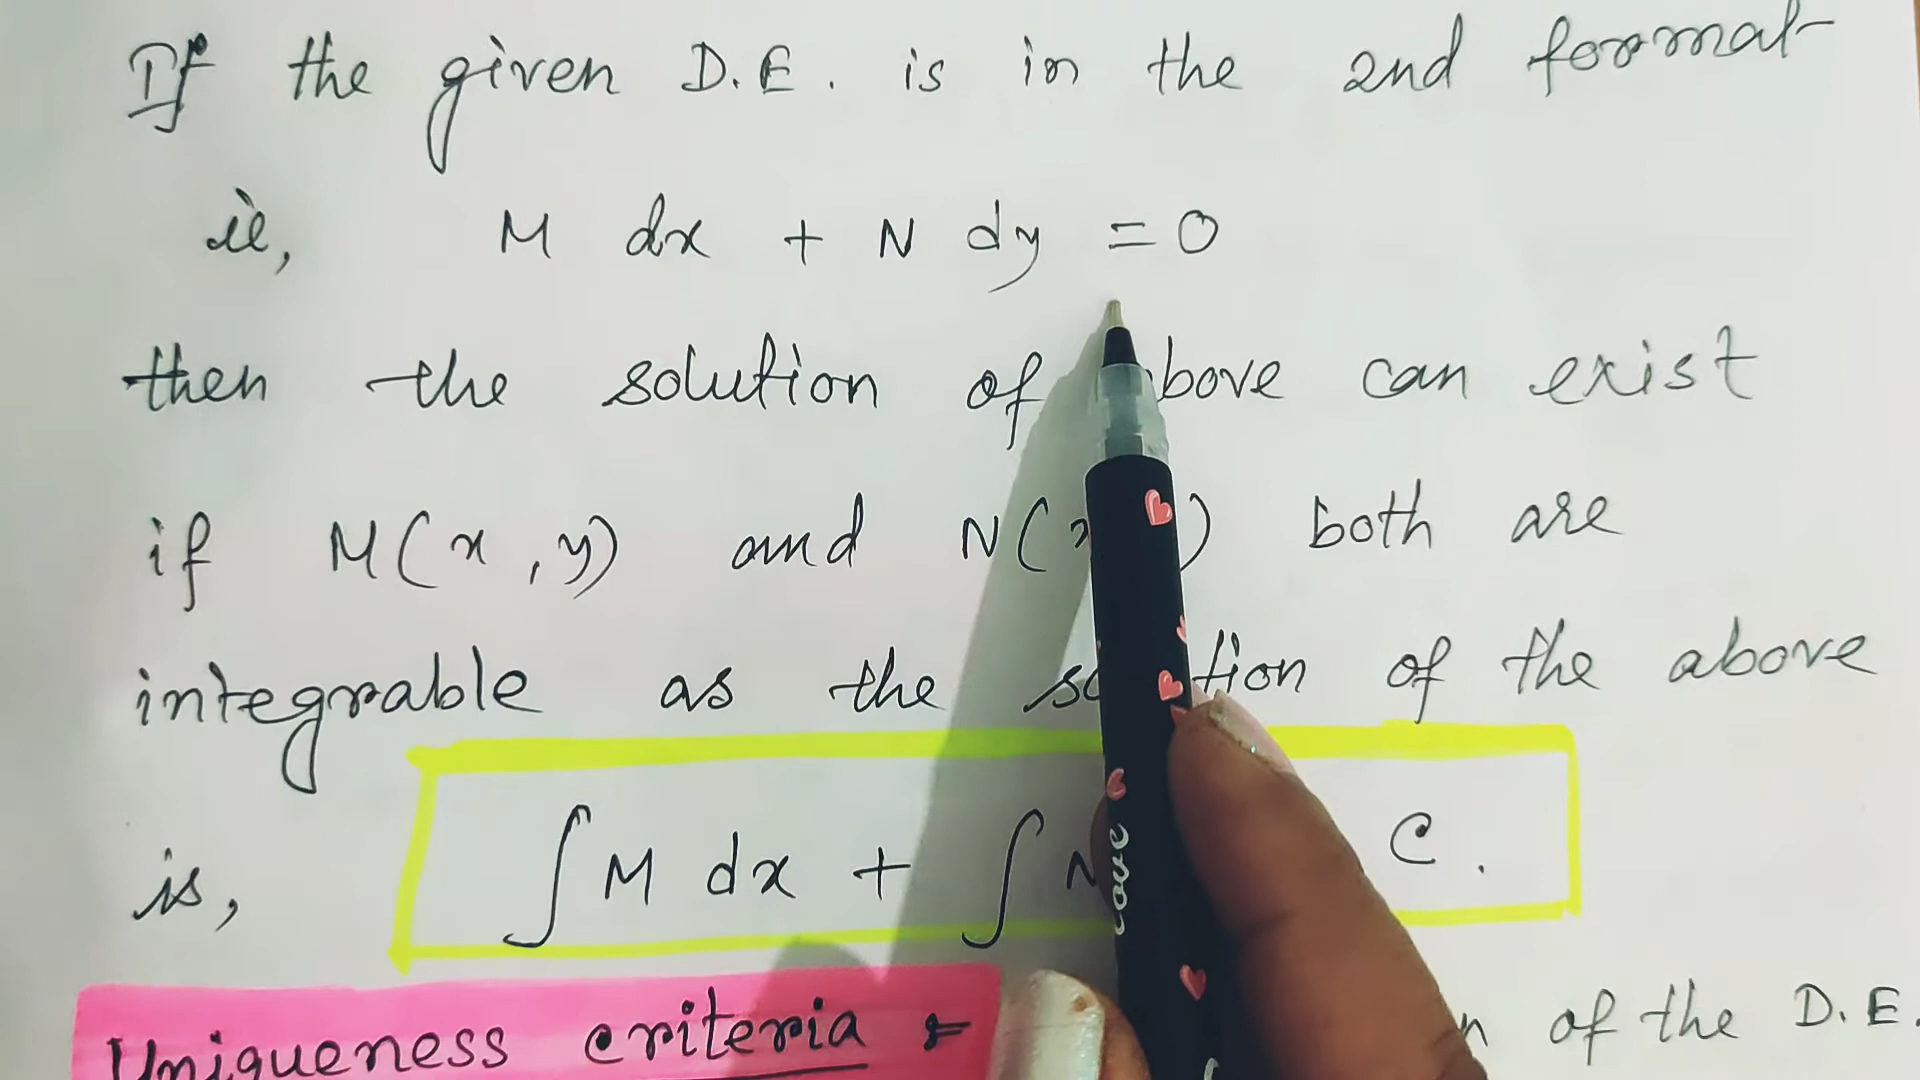 If the given D.E. is in the 2nd format
ie, M dx + N dy = 0
then the solution of bove can exist
if M(x, y) and N( ) both are
integrable as the tion of the above
is, ∫ M dx + ∫ C.
Uniqueness criteria of the D.E.
love